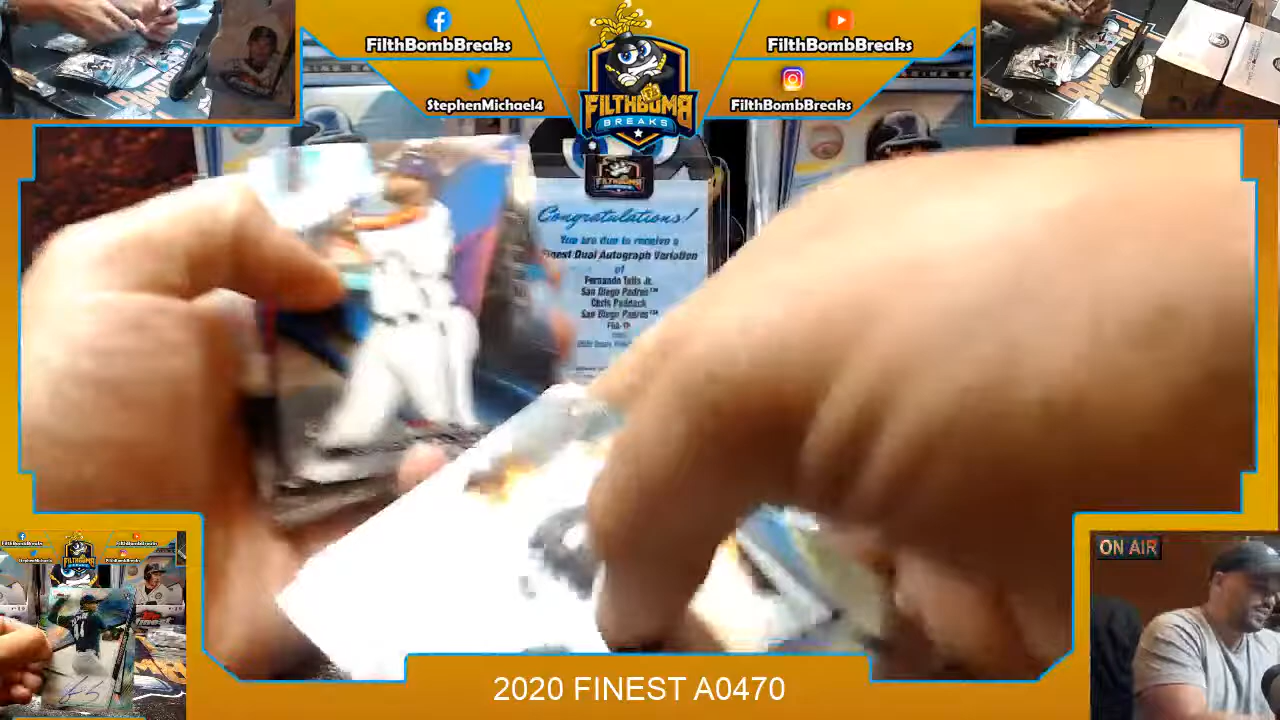 FilthBombBreaks
FilthBombBreaks
StephenMichael4
FilthBombBreaks
FILTHBOMB
BREAKS
Congratulations!
You are due to receive a
Finest Dual Autograph Variation
of
Fernando Tatis Jr.
San Diego Padres™
Chris Paddack
San Diego Padres™
ON AIR
2020 FINEST A0470